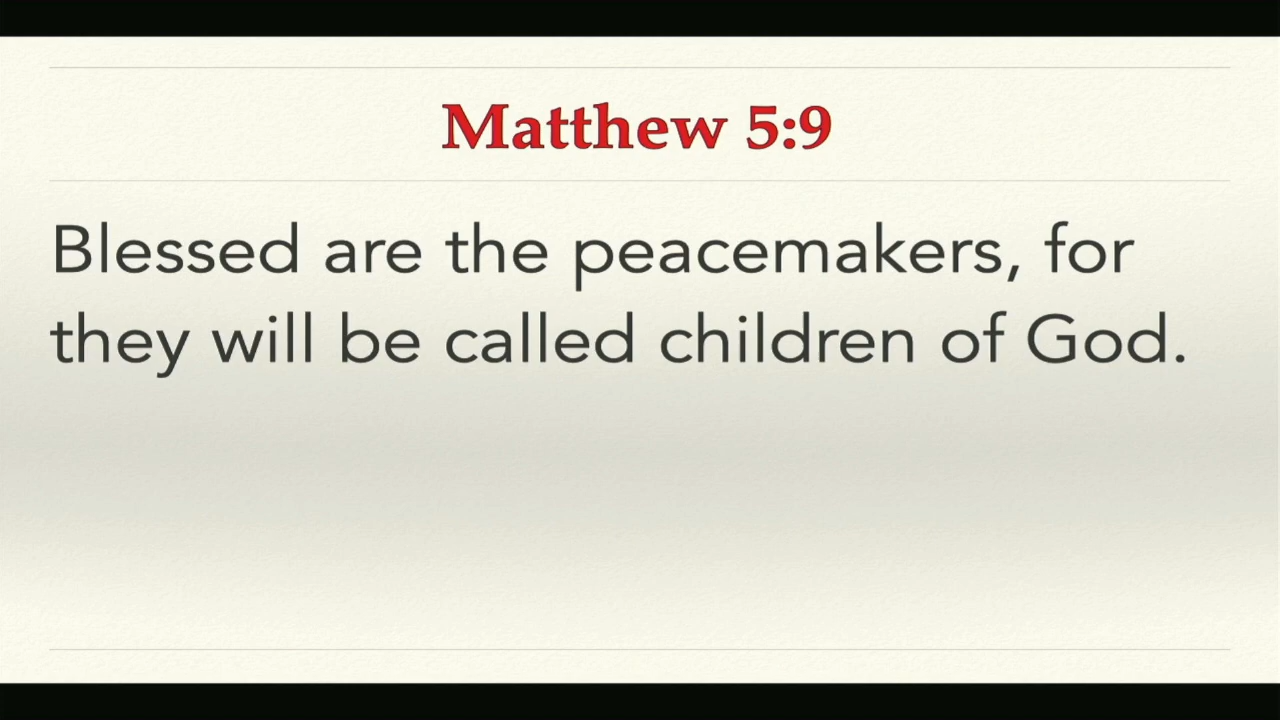 Matthew 5:9
Blessed are the peacemakers, for
they will be called children of God.